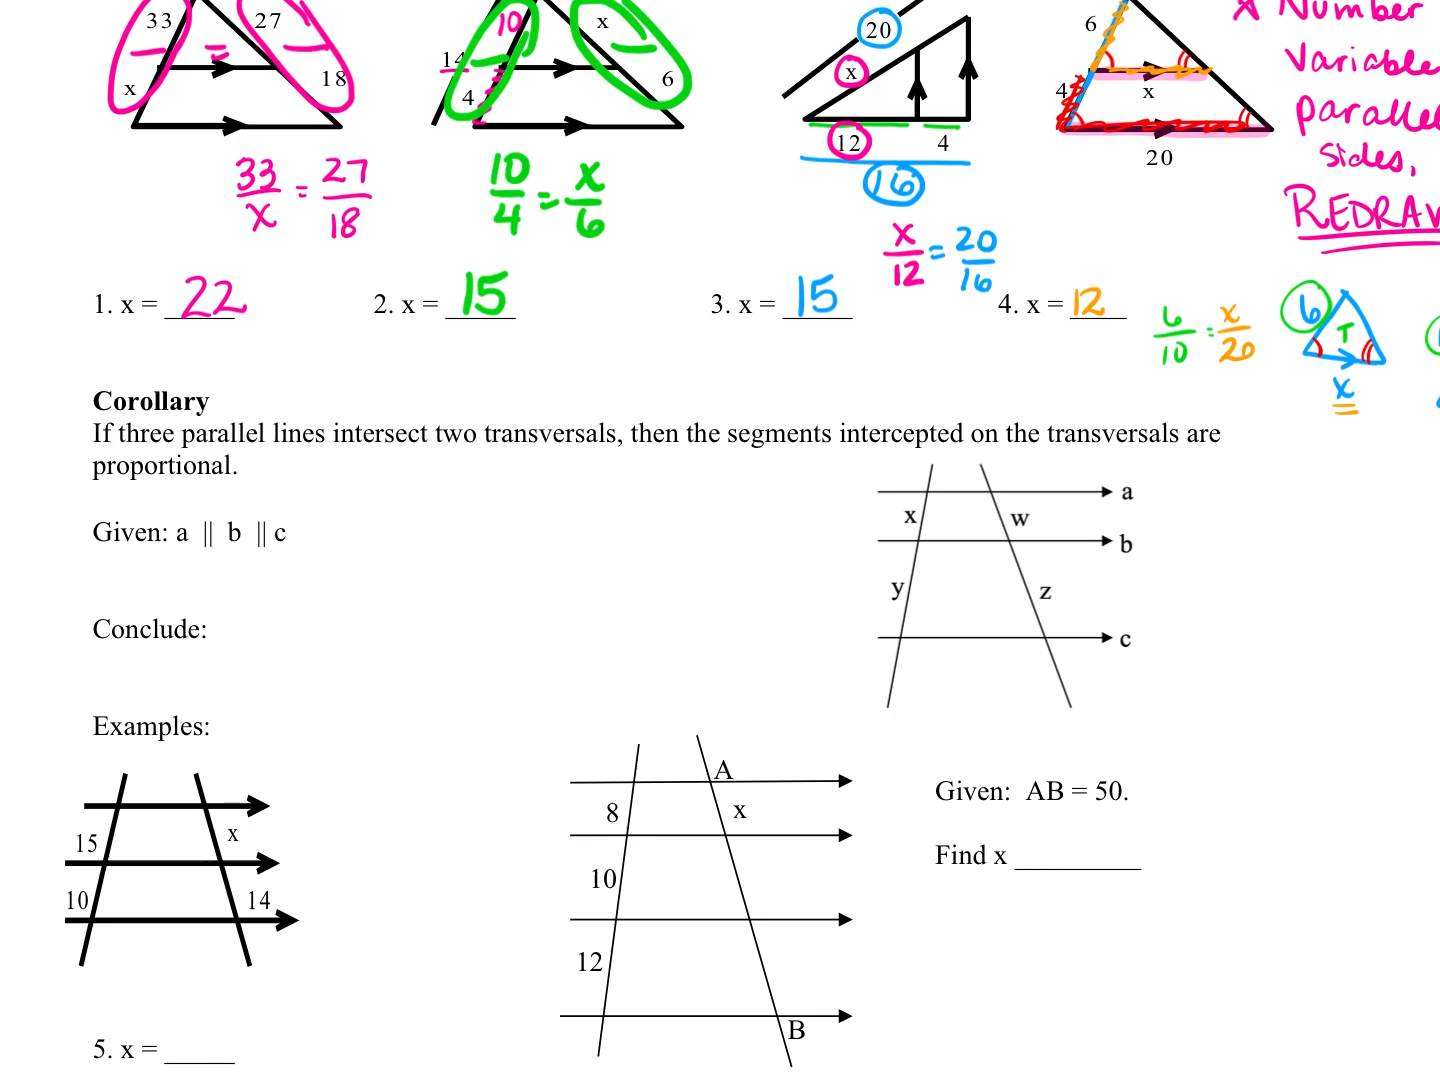 33 27
x 18
33/x = 27/18
1. x = 22
14 10 x
4 6
10/4 = x/6
2. x = 15
20
x
12 4
16
x/12 = 20/16
3. x = 15
6
4 x
20
4. x = 12
6/10 = x/20
6 T
x
Number
Variable
parallel
sides,
REDRAW
Corollary
If three parallel lines intersect two transversals, then the segments intercepted on the transversals are
proportional.
Given: a || b || c
Conclude:
a
x w
b
y z
c
Examples:
15 x
10 14
5. x = _____
A
8 x
10
12
B
Given: AB = 50.
Find x _________